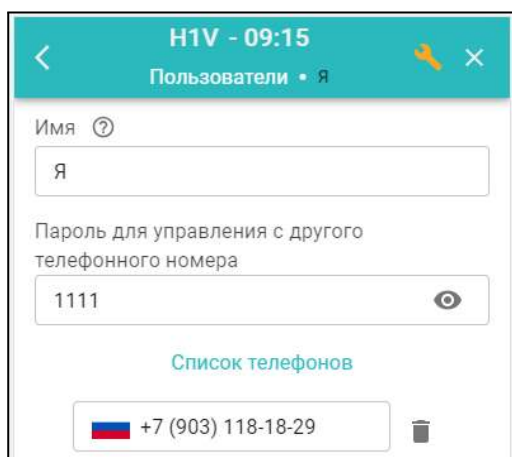 H1V - 09:15
Пользователи • Я
Имя ?
Я
Пароль для управления с другого
телефонного номера
1111
Список телефонов
+7 (903) 118-18-29